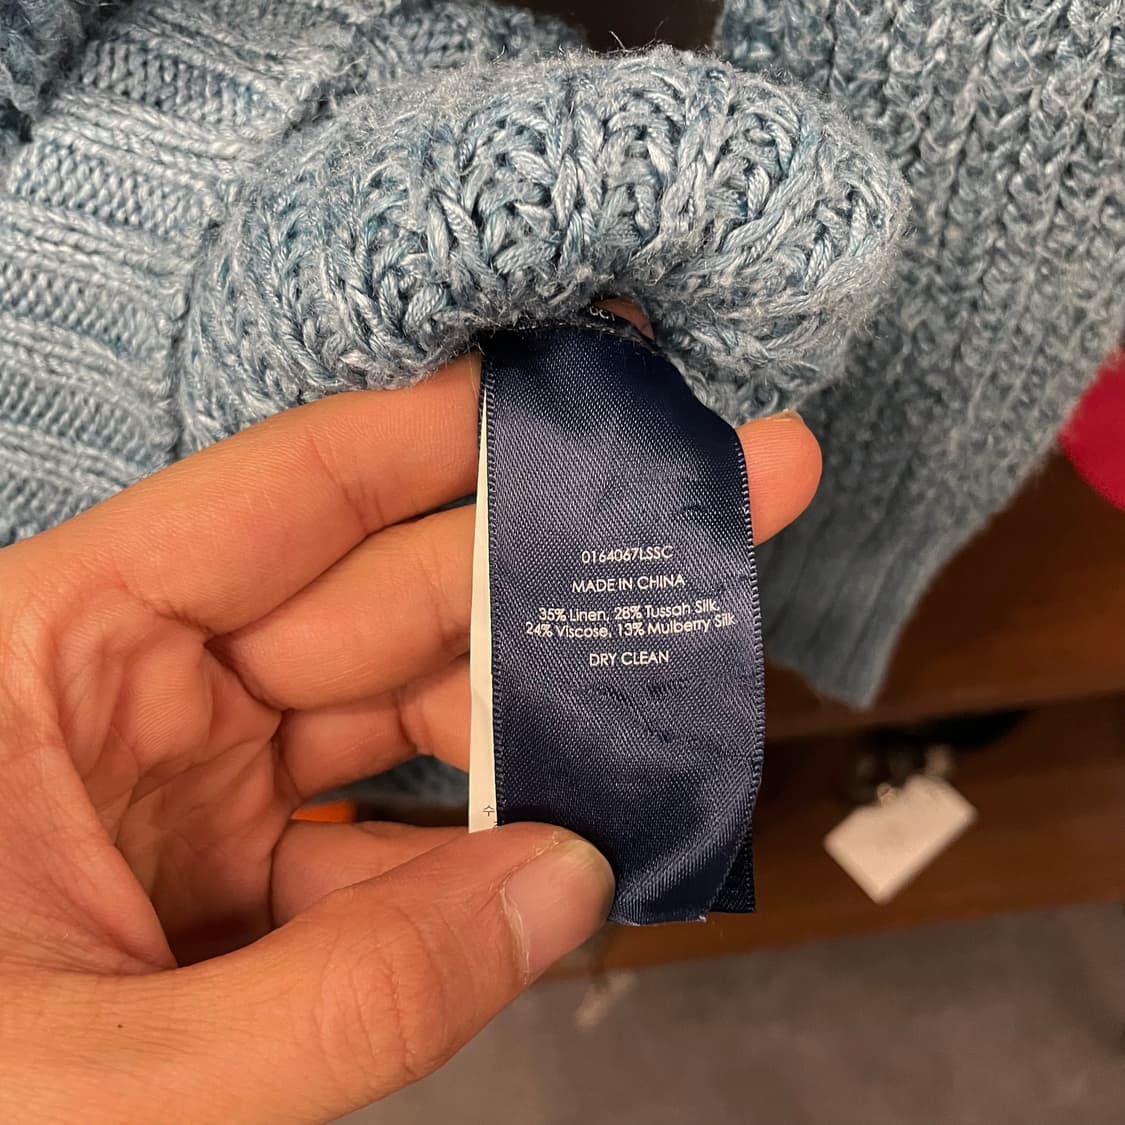 0164067LSSC
MADE IN CHINA
35% Linen, 28% Tussah Silk,
24% Viscose, 13% Mulberry Silk
DRY CLEAN